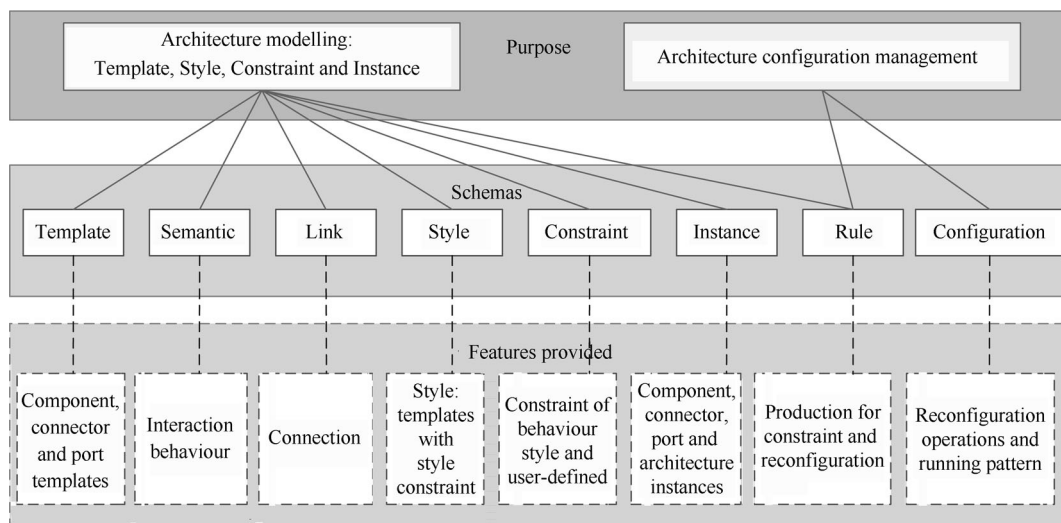 Architecture modelling:
Template, Style, Constraint and Instance
Purpose
Architecture configuration management
Schemas
Template
Semantic
Link
Style
Constraint
Instance
Rule
Configuration
Features provided
Component,
connector
and port
templates
Interaction
behaviour
Connection
Style:
templates
with
style
constraint
Constraint of
behaviour
style and
user-defined
Component,
connector,
port and
architecture
instances
Production for
constraint and
reconfiguration
Reconfiguration
operations and
running pattern